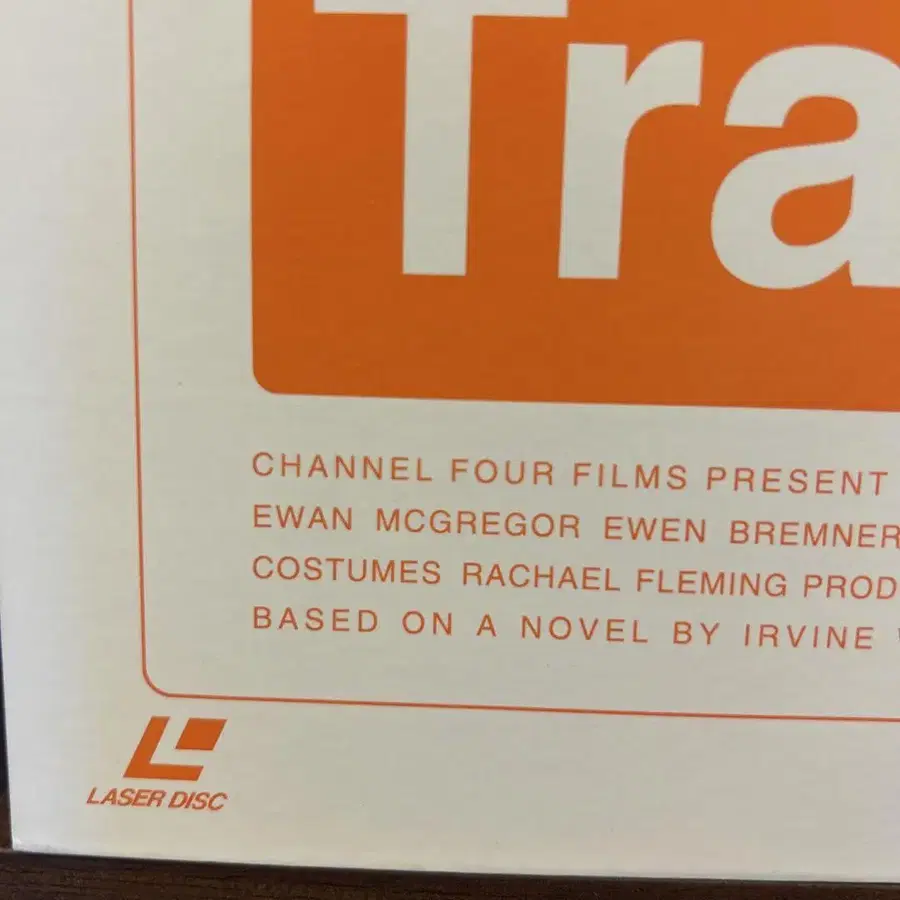 Tra
CHANNEL FOUR FILMS PRESENT
EWAN MCGREGOR EWEN BREMNER
COSTUMES RACHAEL FLEMING PROD
BASED ON A NOVEL BY IRVINE
LASER DISC